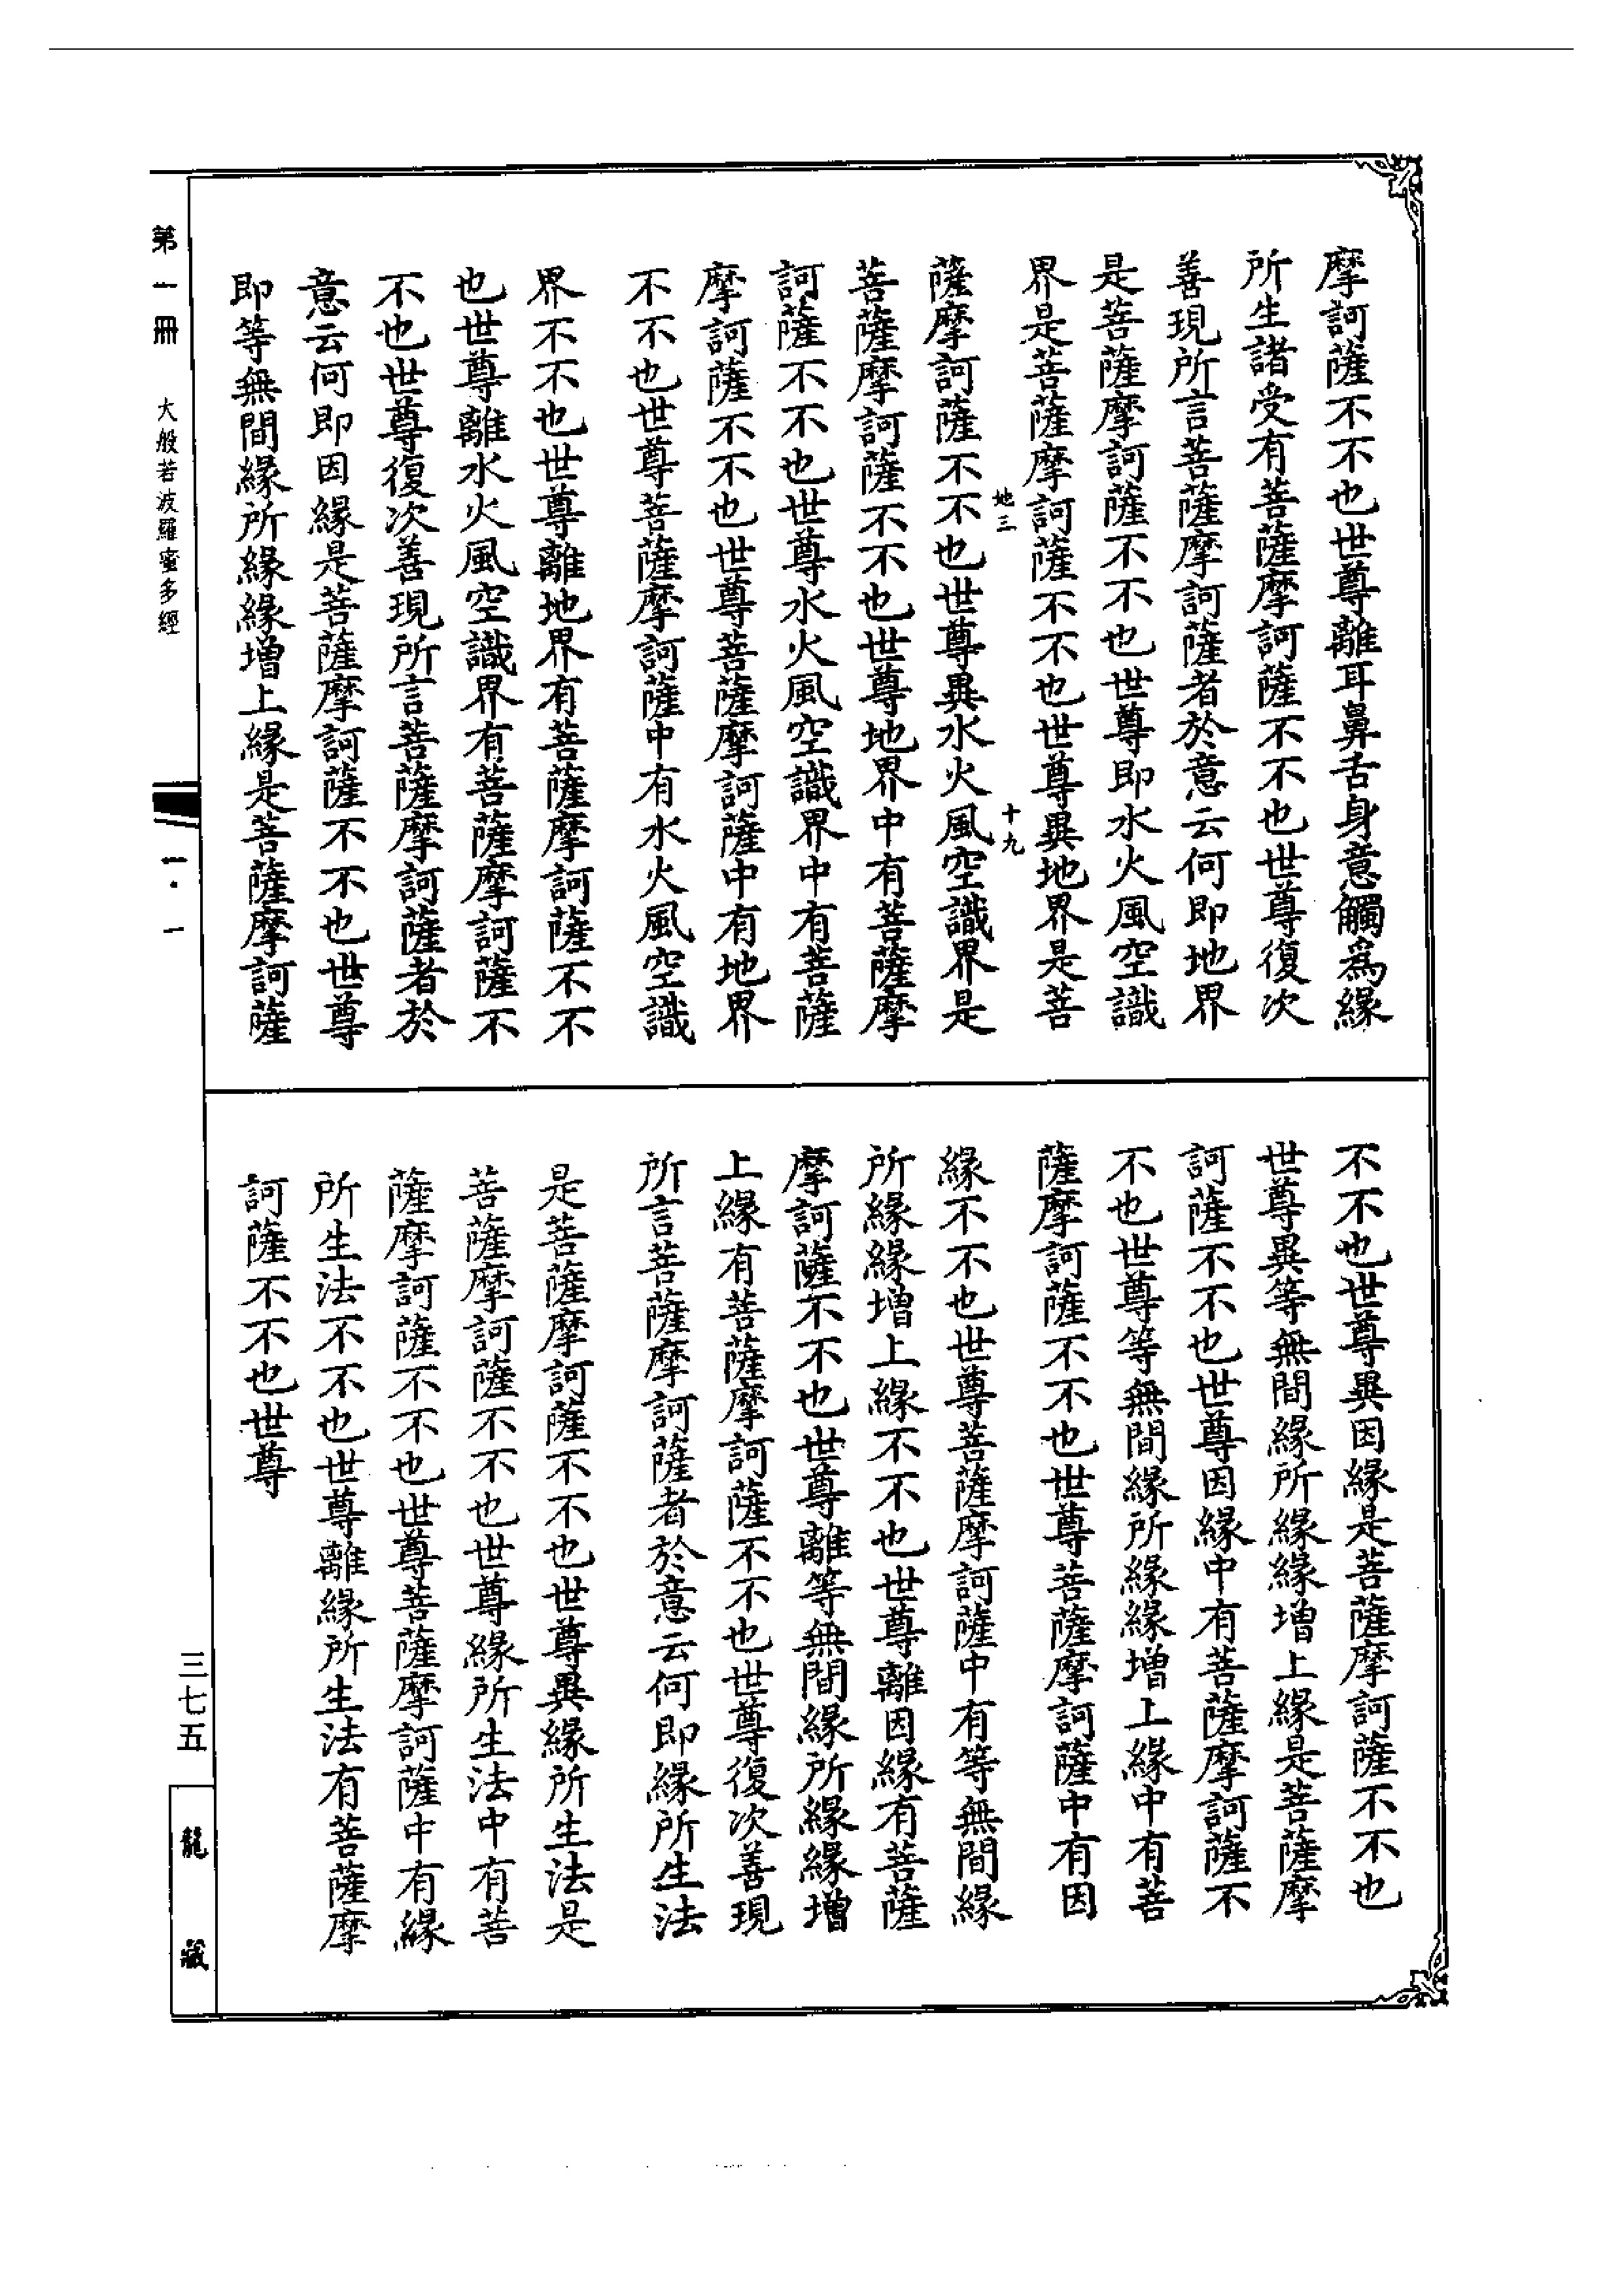 摩訶薩不不也世尊離耳鼻舌身意觸爲緣
所生諸受有菩薩摩訶薩不不也世尊復次
善現所言菩薩摩訶薩者於意云何即地界
是菩薩摩訶薩不不也世尊即水火風空識
界是菩薩摩訶薩不不也世尊異地界是菩
地三 十九
薩摩訶薩不不也世尊異水火風空識界是
菩薩摩訶薩不不也世尊地界中有菩薩摩
訶薩不不也世尊水火風空識界中有菩薩
摩訶薩不不也世尊菩薩摩訶薩中有地界
不不也世尊菩薩摩訶薩中有水火風空識
界不不也世尊離地界有菩薩摩訶薩不不
也世尊離水火風空識界有菩薩摩訶薩不
不也世尊復次善現所言菩薩摩訶薩者於
意云何即因緣是菩薩摩訶薩不不也世尊
即等無間緣所緣緣增上緣是菩薩摩訶薩
不不也世尊異因緣是菩薩摩訶薩不不也
世尊異等無間緣所緣緣增上緣是菩薩摩
訶薩不不也世尊因緣中有菩薩摩訶薩不
不也世尊等無間緣所緣緣增上緣中有菩
薩摩訶薩不不也世尊菩薩摩訶薩中有因
緣不不也世尊菩薩摩訶薩中有等無間緣
所緣緣增上緣不不也世尊離因緣有菩薩
摩訶薩不不也世尊離等無間緣所緣緣增
上緣有菩薩摩訶薩不不也世尊復次善現
所言菩薩摩訶薩者於意云何即緣所生法
是菩薩摩訶薩不不也世尊異緣所生法是
菩薩摩訶薩不不也世尊緣所生法中有菩
薩摩訶薩不不也世尊菩薩摩訶薩中有緣
所生法不不也世尊離緣所生法有菩薩摩
訶薩不不也世尊
第一冊 大般若波羅蜜多經 一·一
三七五
龍藏